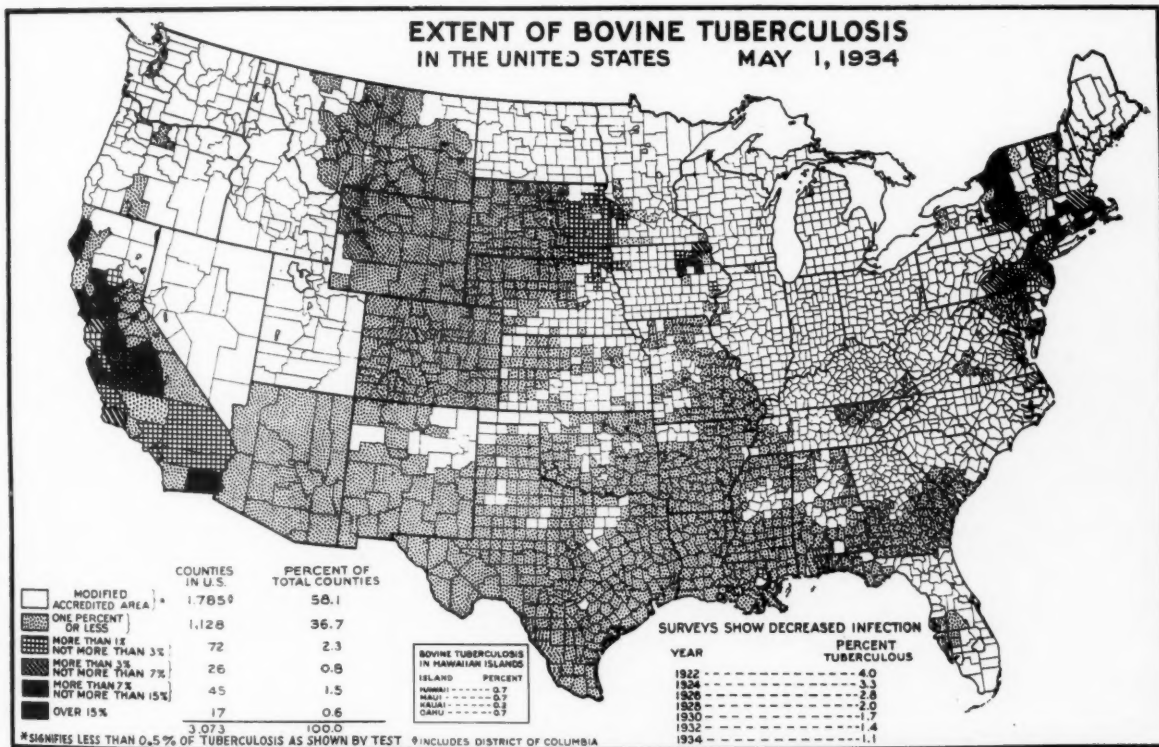 EXTENT OF BOVINE TUBERCULOSIS
IN THE UNITED STATES MAY 1, 1934
COUNTIES IN U.S. PERCENT OF TOTAL COUNTIES
MODIFIED ACCREDITED AREA * 1.785◊ 58.1
ONE PERCENT OR LESS 1,128 36.7
MORE THAN 1% NOT MORE THAN 3% 72 2.3
MORE THAN 3% NOT MORE THAN 7% 26 0.8
MORE THAN 7% NOT MORE THAN 15% 45 1.5
OVER 15% 17 0.6
3,073 100.0
*SIGNIFIES LESS THAN 0.5% OF TUBERCULOSIS AS SHOWN BY TEST ◊INCLUDES DISTRICT OF COLUMBIA
BOVINE TUBERCULOSIS
IN HAWAIIAN ISLANDS
ISLAND PERCENT
HAWAII 0.7
MAUI 0.7
KAUAI 0.2
OAHU 0.7
SURVEYS SHOW DECREASED INFECTION
YEAR PERCENT TUBERCULOUS
1922 4.0
1924 3.3
1926 2.8
1928 2.0
1930 1.7
1932 1.4
1934 1.1